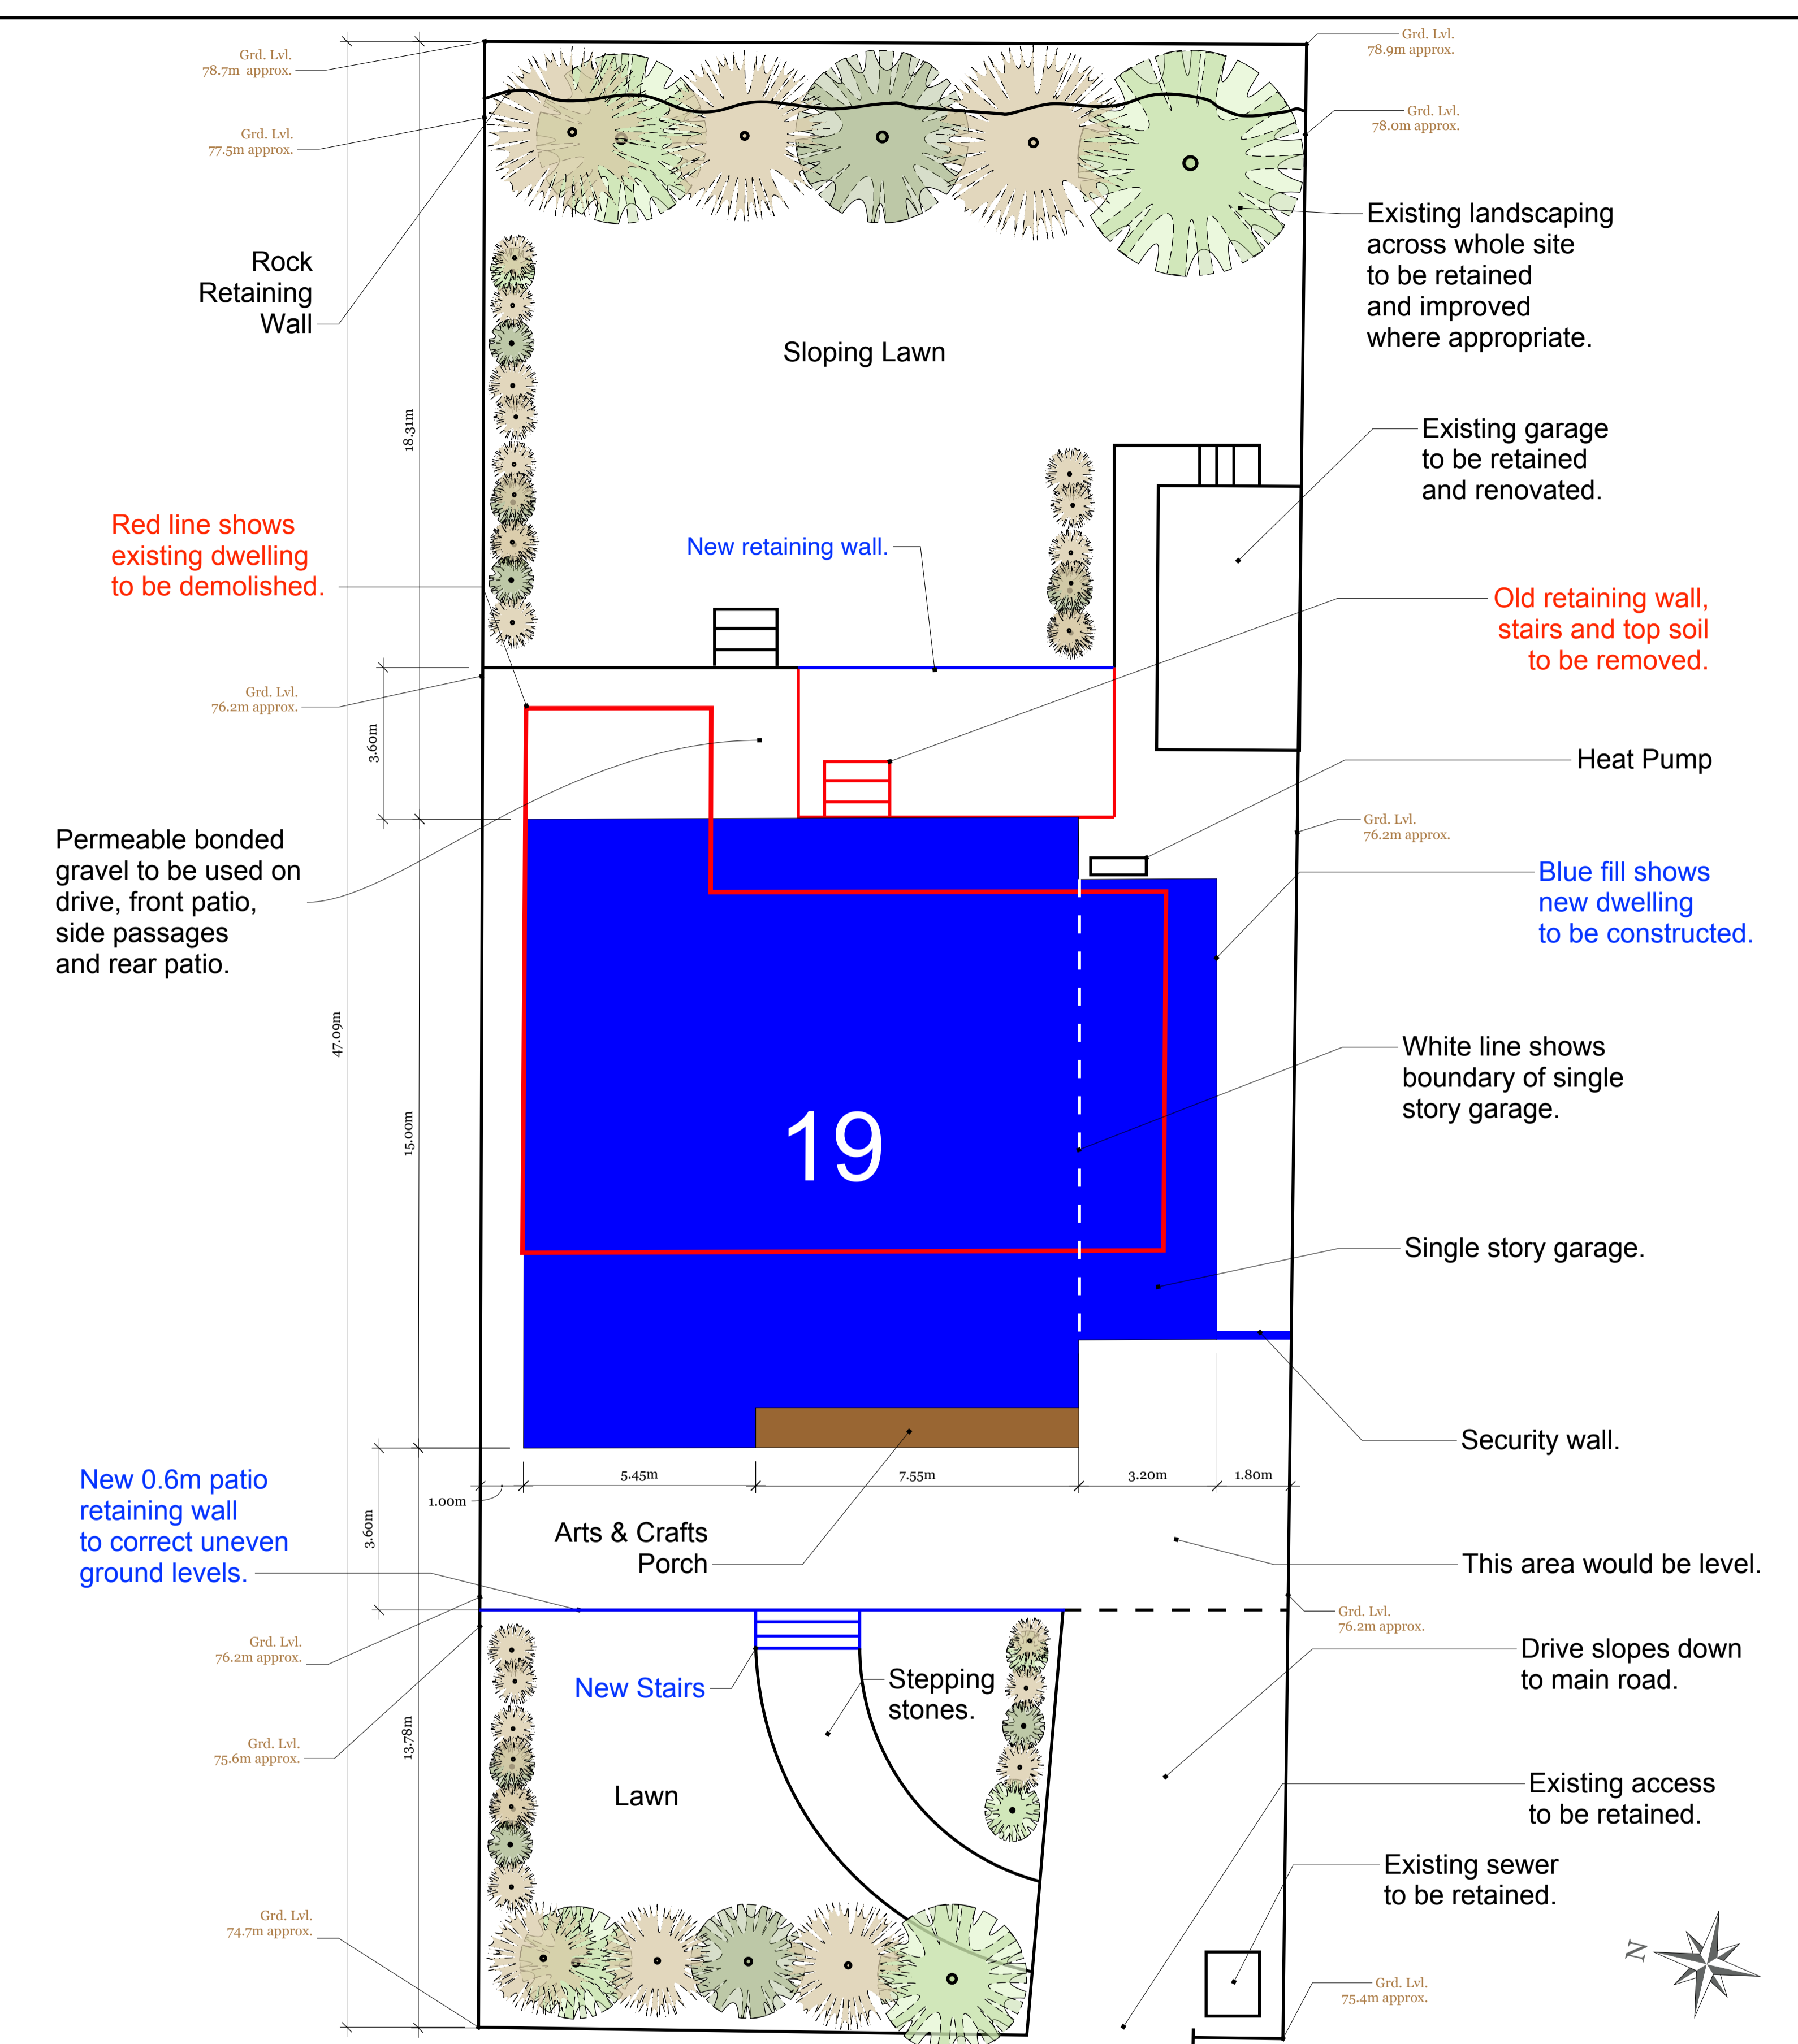 Grd. Lvl.
78.7m approx.
Grd. Lvl.
78.9m approx.
Grd. Lvl.
77.5m approx.
Grd. Lvl.
78.0m approx.
Rock
Retaining
Wall
Existing landscaping
across whole site
to be retained
and improved
where appropriate.
Sloping Lawn
18.31m
Existing garage
to be retained
and renovated.
Red line shows
existing dwelling
to be demolished.
New retaining wall.
Old retaining wall,
stairs and top soil
to be removed.
Grd. Lvl.
76.2m approx.
3.60m
Heat Pump
Grd. Lvl.
76.2m approx.
Permeable bonded
gravel to be used on
drive, front patio,
side passages
and rear patio.
Blue fill shows
new dwelling
to be constructed.
47.09m
15.00m
19
White line shows
boundary of single
story garage.
Single story garage.
Security wall.
5.45m
7.55m
3.20m
1.80m
1.00m
New 0.6m patio
retaining wall
to correct uneven
ground levels.
3.60m
Arts & Crafts
Porch
This area would be level.
Grd. Lvl.
76.2m approx.
Grd. Lvl.
76.2m approx.
Drive slopes down
to main road.
New Stairs
Stepping
stones.
Grd. Lvl.
75.6m approx.
13.78m
Lawn
Existing access
to be retained.
Existing sewer
to be retained.
Grd. Lvl.
74.7m approx.
N
Grd. Lvl.
75.4m approx.